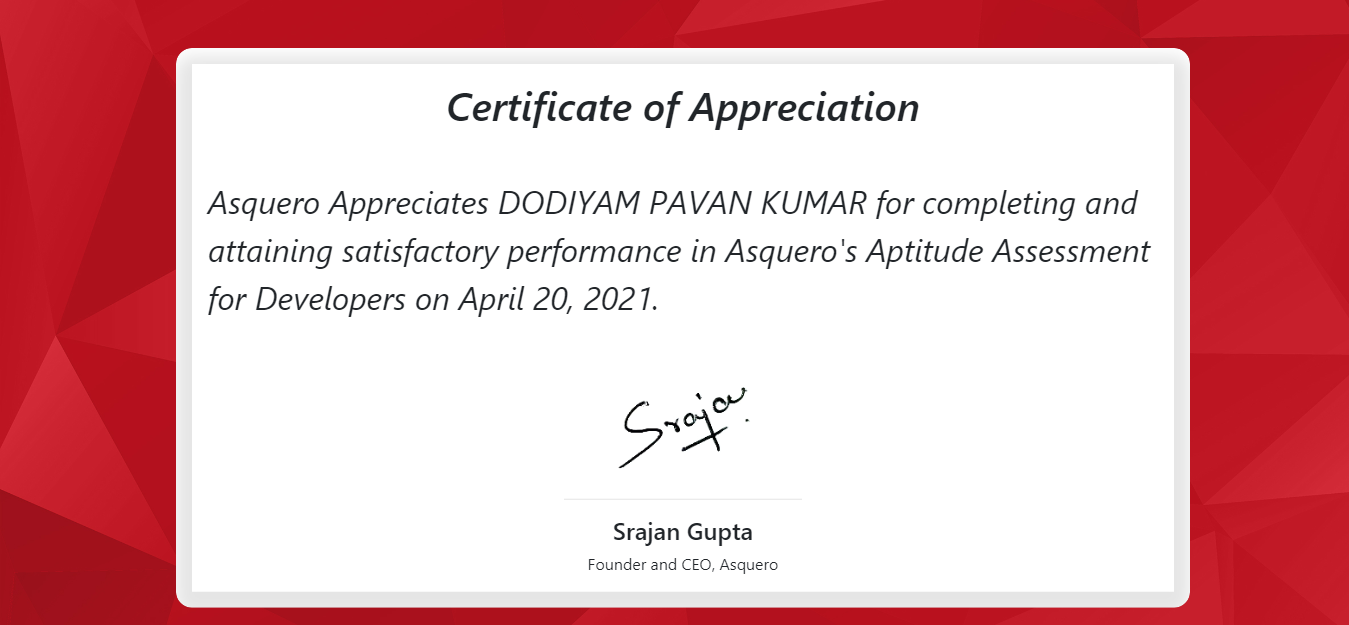 Certificate of Appreciation
Asquero Appreciates DODIYAM PAVAN KUMAR for completing and
attaining satisfactory performance in Asquero's Aptitude Assessment
for Developers on April 20, 2021.
Srajan
Srajan Gupta
Founder and CEO, Asquero